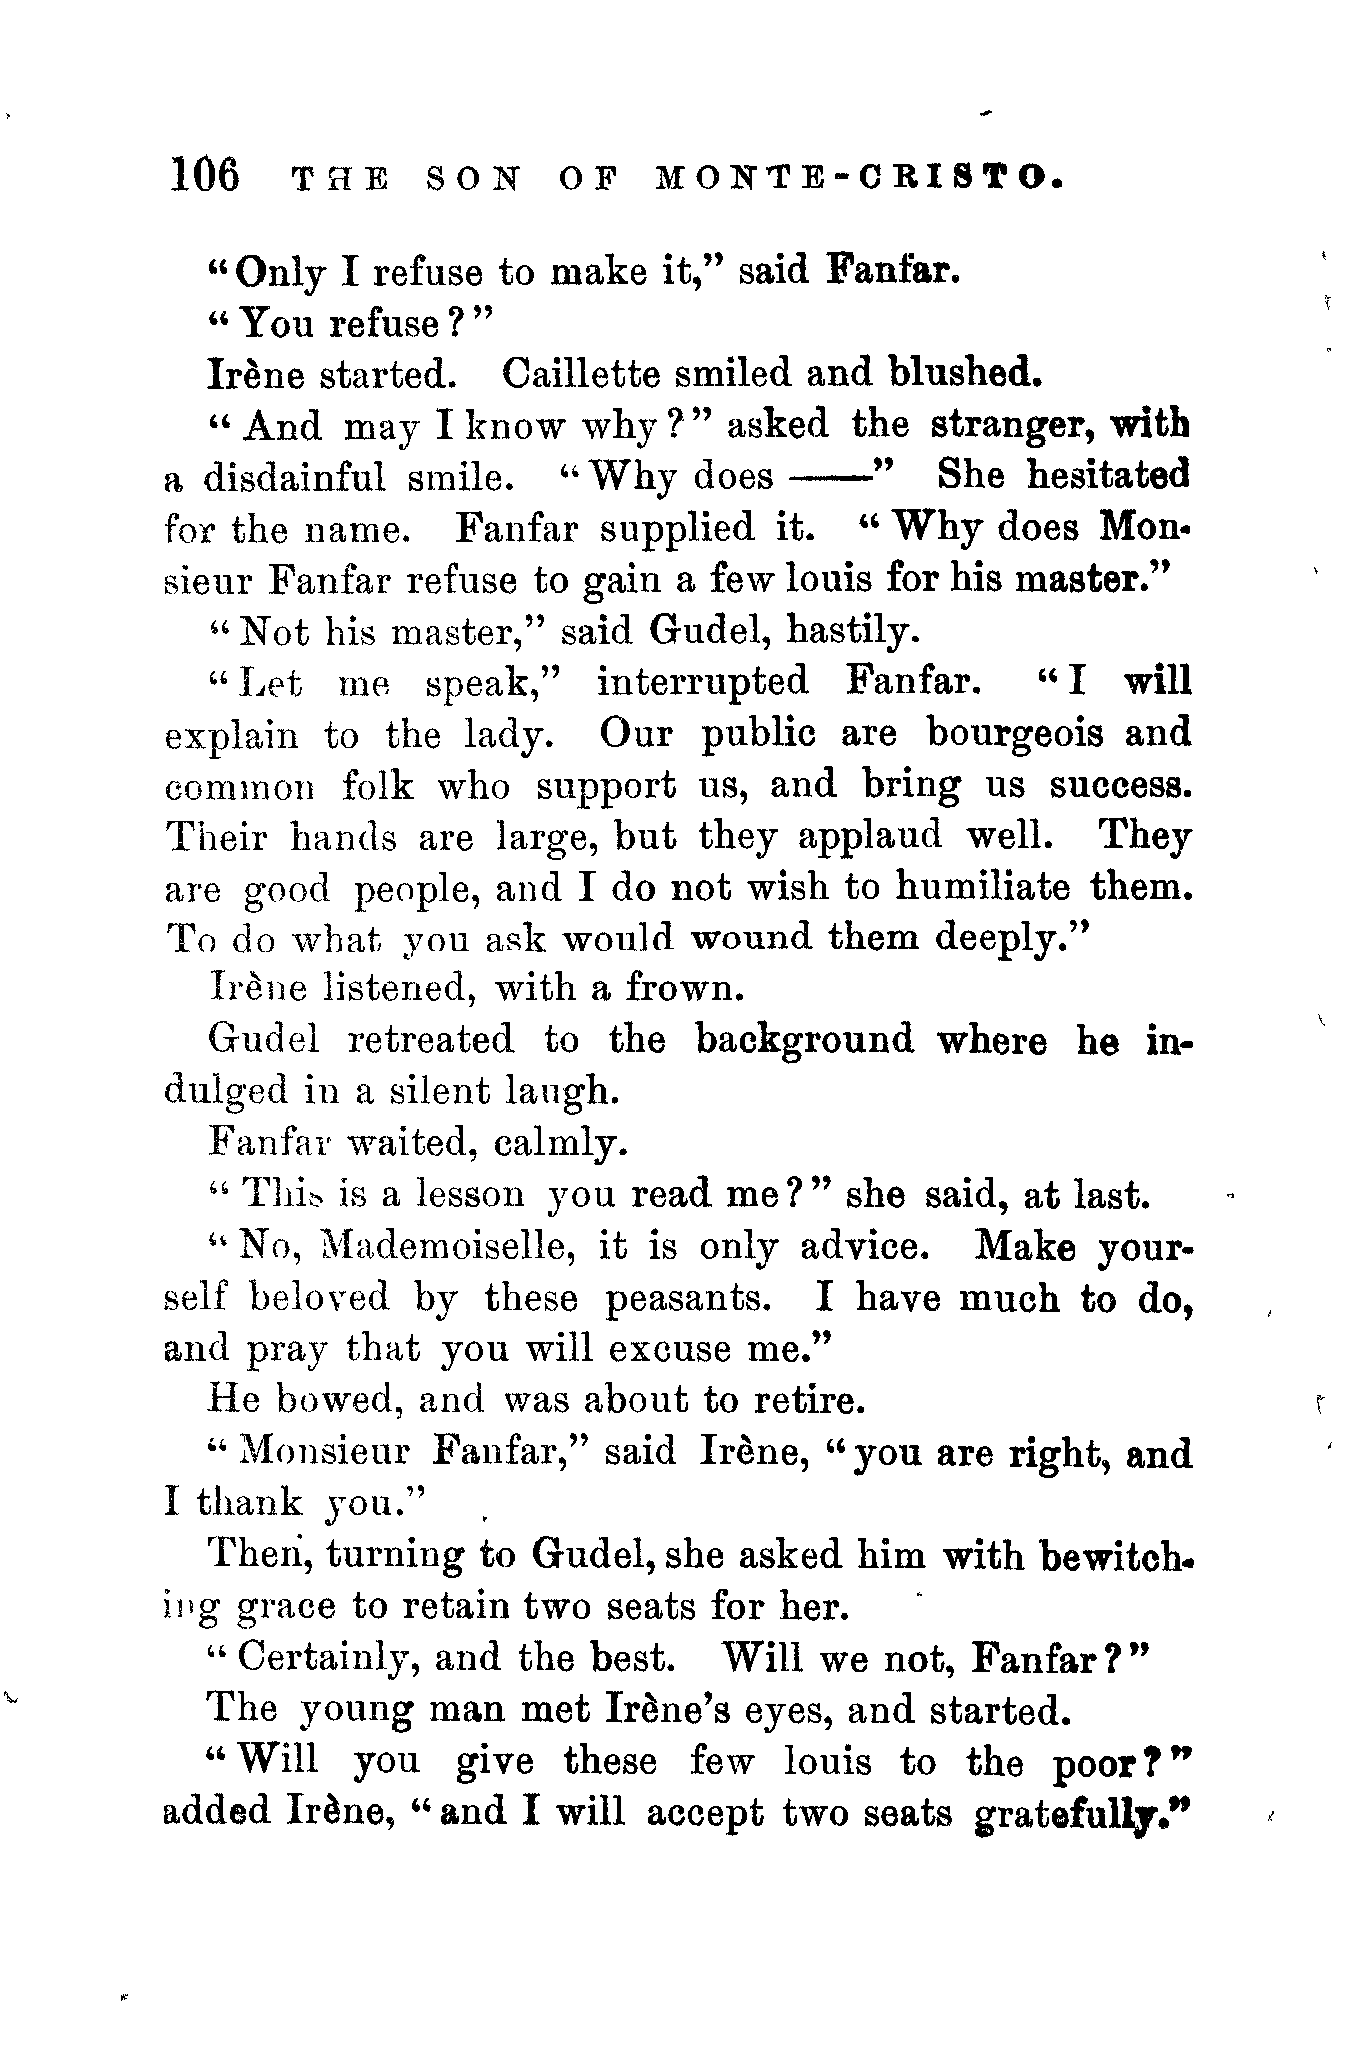 106 THE SON OF MONTE-CRISTO.
"Only I refuse to make it," said Fanfar.
"You refuse?"
Irène started. Caillette smiled and blushed.
"And may I know why?" asked the stranger, with
a disdainful smile. "Why does ——" She hesitated
for the name. Fanfar supplied it. "Why does Mon-
sieur Fanfar refuse to gain a few louis for his master."
"Not his master," said Gudel, hastily.
"Let me speak," interrupted Fanfar. "I will
explain to the lady. Our public are bourgeois and
common folk who support us, and bring us success.
Their hands are large, but they applaud well. They
are good people, and I do not wish to humiliate them.
To do what you ask would wound them deeply."
Irène listened, with a frown.
Gudel retreated to the background where he in-
dulged in a silent laugh.
Fanfar waited, calmly.
"This is a lesson you read me?" she said, at last.
"No, Mademoiselle, it is only advice. Make your-
self beloved by these peasants. I have much to do,
and pray that you will excuse me."
He bowed, and was about to retire.
"Monsieur Fanfar," said Irène, "you are right, and
I thank you."
Then, turning to Gudel, she asked him with bewitch-
ing grace to retain two seats for her.
"Certainly, and the best. Will we not, Fanfar?"
The young man met Irène's eyes, and started.
"Will you give these few louis to the poor?"
added Irène, "and I will accept two seats gratefully."